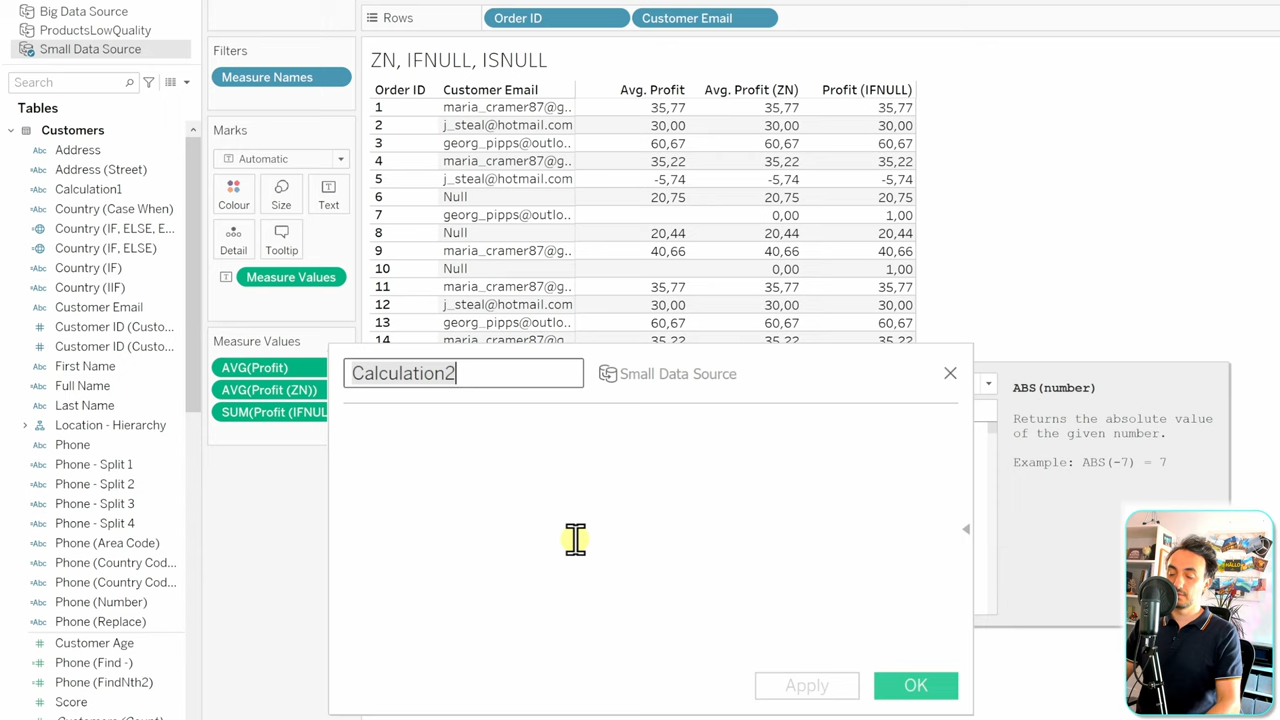 Big Data Source
ProductsLowQuality
Small Data Source
Search
Tables
Customers
Address
Address (Street)
Calculation1
Country (Case When)
Country (IF, ELSE, E...
Country (IF, ELSE)
Country (IF)
Country (IIF)
Customer Email
Customer ID (Custo...
Customer ID (Custo...
First Name
Full Name
Last Name
Location - Hierarchy
Phone
Phone - Split 1
Phone - Split 2
Phone - Split 3
Phone - Split 4
Phone (Area Code)
Phone (Country Cod...
Phone (Country Cod...
Phone (Number)
Phone (Replace)
Customer Age
Phone (Find -)
Phone (FindNth2)
Score
Customers (Count)
Filters
Measure Names
Marks
Automatic
Colour Size Text
Detail Tooltip
Measure Values
Measure Values
AVG(Profit)
AVG(Profit (ZN))
SUM(Profit (IFNUL
Rows Order ID Customer Email
ZN, IFNULL, ISNULL
Order ID Customer Email Avg. Profit Avg. Profit (ZN) Profit (IFNULL)
1 maria_cramer87@g.. 35,77 35,77 35,77
2 j_steal@hotmail.com 30,00 30,00 30,00
3 georg_pipps@outlo.. 60,67 60,67 60,67
4 maria_cramer87@g.. 35,22 35,22 35,22
5 j_steal@hotmail.com -5,74 -5,74 -5,74
6 Null 20,75 20,75 20,75
7 georg_pipps@outlo.. 0,00 1,00
8 Null 20,44 20,44 20,44
9 maria_cramer87@g.. 40,66 40,66 40,66
10 Null 0,00 1,00
11 maria_cramer87@g.. 35,77 35,77 35,77
12 j_steal@hotmail.com 30,00 30,00 30,00
13 georg_pipps@outlo.. 60,67 60,67 60,67
14 maria_cramer87@g.. 35,22 35,22 35,22
Calculation2
Small Data Source
Apply OK
ABS(number)
Returns the absolute value
of the given number.
Example: ABS(-7) = 7